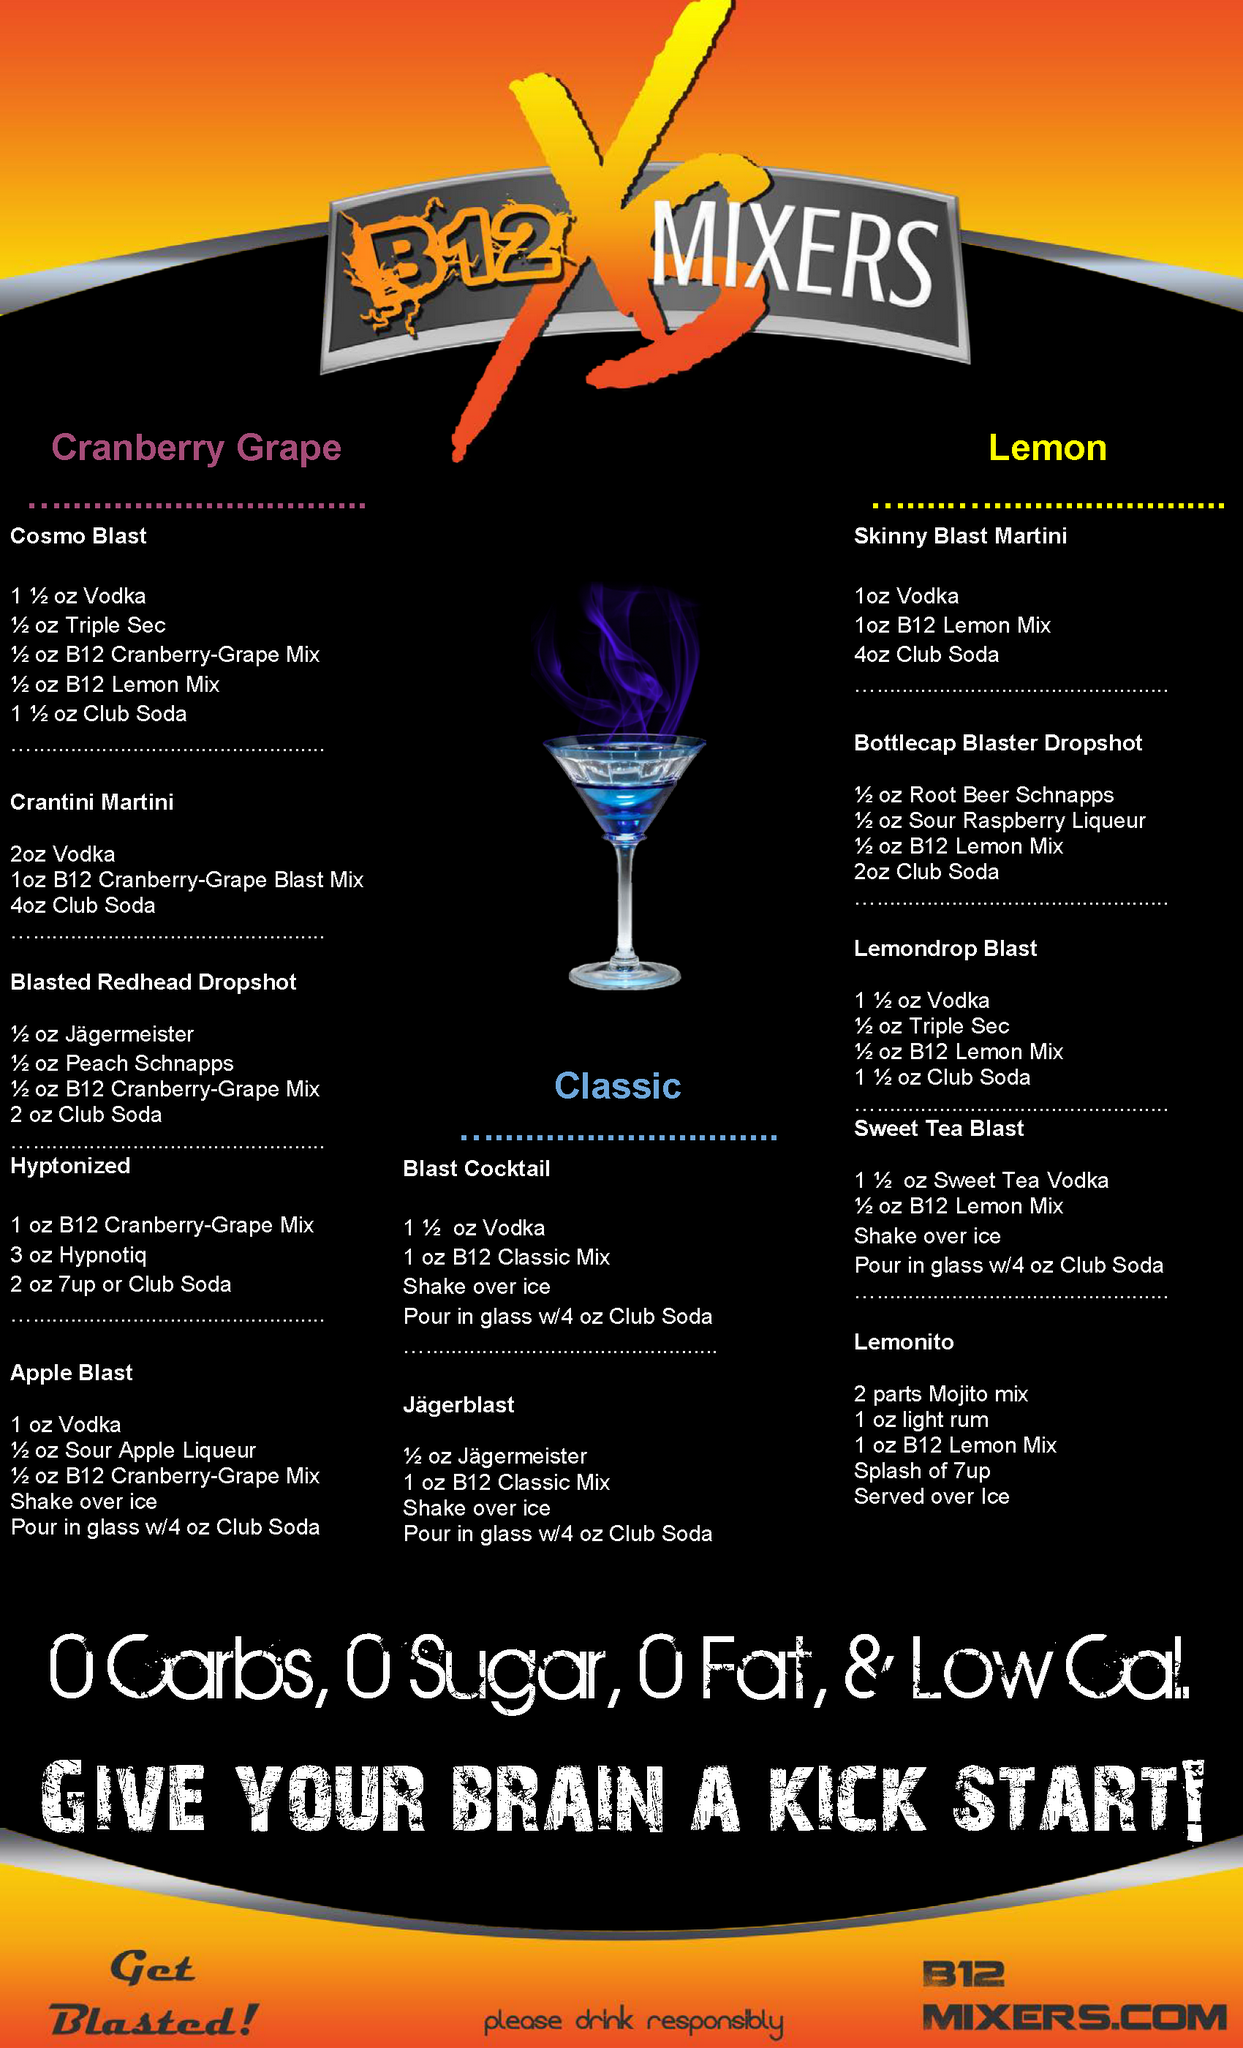 B12 XS MIXERS
Cranberry Grape
Cosmo Blast
1 ½ oz Vodka
½ oz Triple Sec
½ oz B12 Cranberry-Grape Mix
½ oz B12 Lemon Mix
1 ½ oz Club Soda
Crantini Martini
2oz Vodka
1oz B12 Cranberry-Grape Blast Mix
4oz Club Soda
Blasted Redhead Dropshot
½ oz Jägermeister
½ oz Peach Schnapps
½ oz B12 Cranberry-Grape Mix
2 oz Club Soda
Hyptonized
1 oz B12 Cranberry-Grape Mix
3 oz Hypnotiq
2 oz 7up or Club Soda
Apple Blast
1 oz Vodka
½ oz Sour Apple Liqueur
½ oz B12 Cranberry-Grape Mix
Shake over ice
Pour in glass w/4 oz Club Soda
Classic
Blast Cocktail
1 ½ oz Vodka
1 oz B12 Classic Mix
Shake over ice
Pour in glass w/4 oz Club Soda
Jägerblast
½ oz Jägermeister
1 oz B12 Classic Mix
Shake over ice
Pour in glass w/4 oz Club Soda
Lemon
Skinny Blast Martini
1oz Vodka
1oz B12 Lemon Mix
4oz Club Soda
Bottlecap Blaster Dropshot
½ oz Root Beer Schnapps
½ oz Sour Raspberry Liqueur
½ oz B12 Lemon Mix
2oz Club Soda
Lemondrop Blast
1 ½ oz Vodka
½ oz Triple Sec
½ oz B12 Lemon Mix
1 ½ oz Club Soda
Sweet Tea Blast
1 ½ oz Sweet Tea Vodka
½ oz B12 Lemon Mix
Shake over ice
Pour in glass w/4 oz Club Soda
Lemonito
2 parts Mojito mix
1 oz light rum
1 oz B12 Lemon Mix
Splash of 7up
Served over Ice
0 Carbs, 0 Sugar, 0 Fat, & Low Cal.
GIVE YOUR BRAIN A KICK START!
Get
Blasted!
please drink responsibly
B12
MIXERS.COM